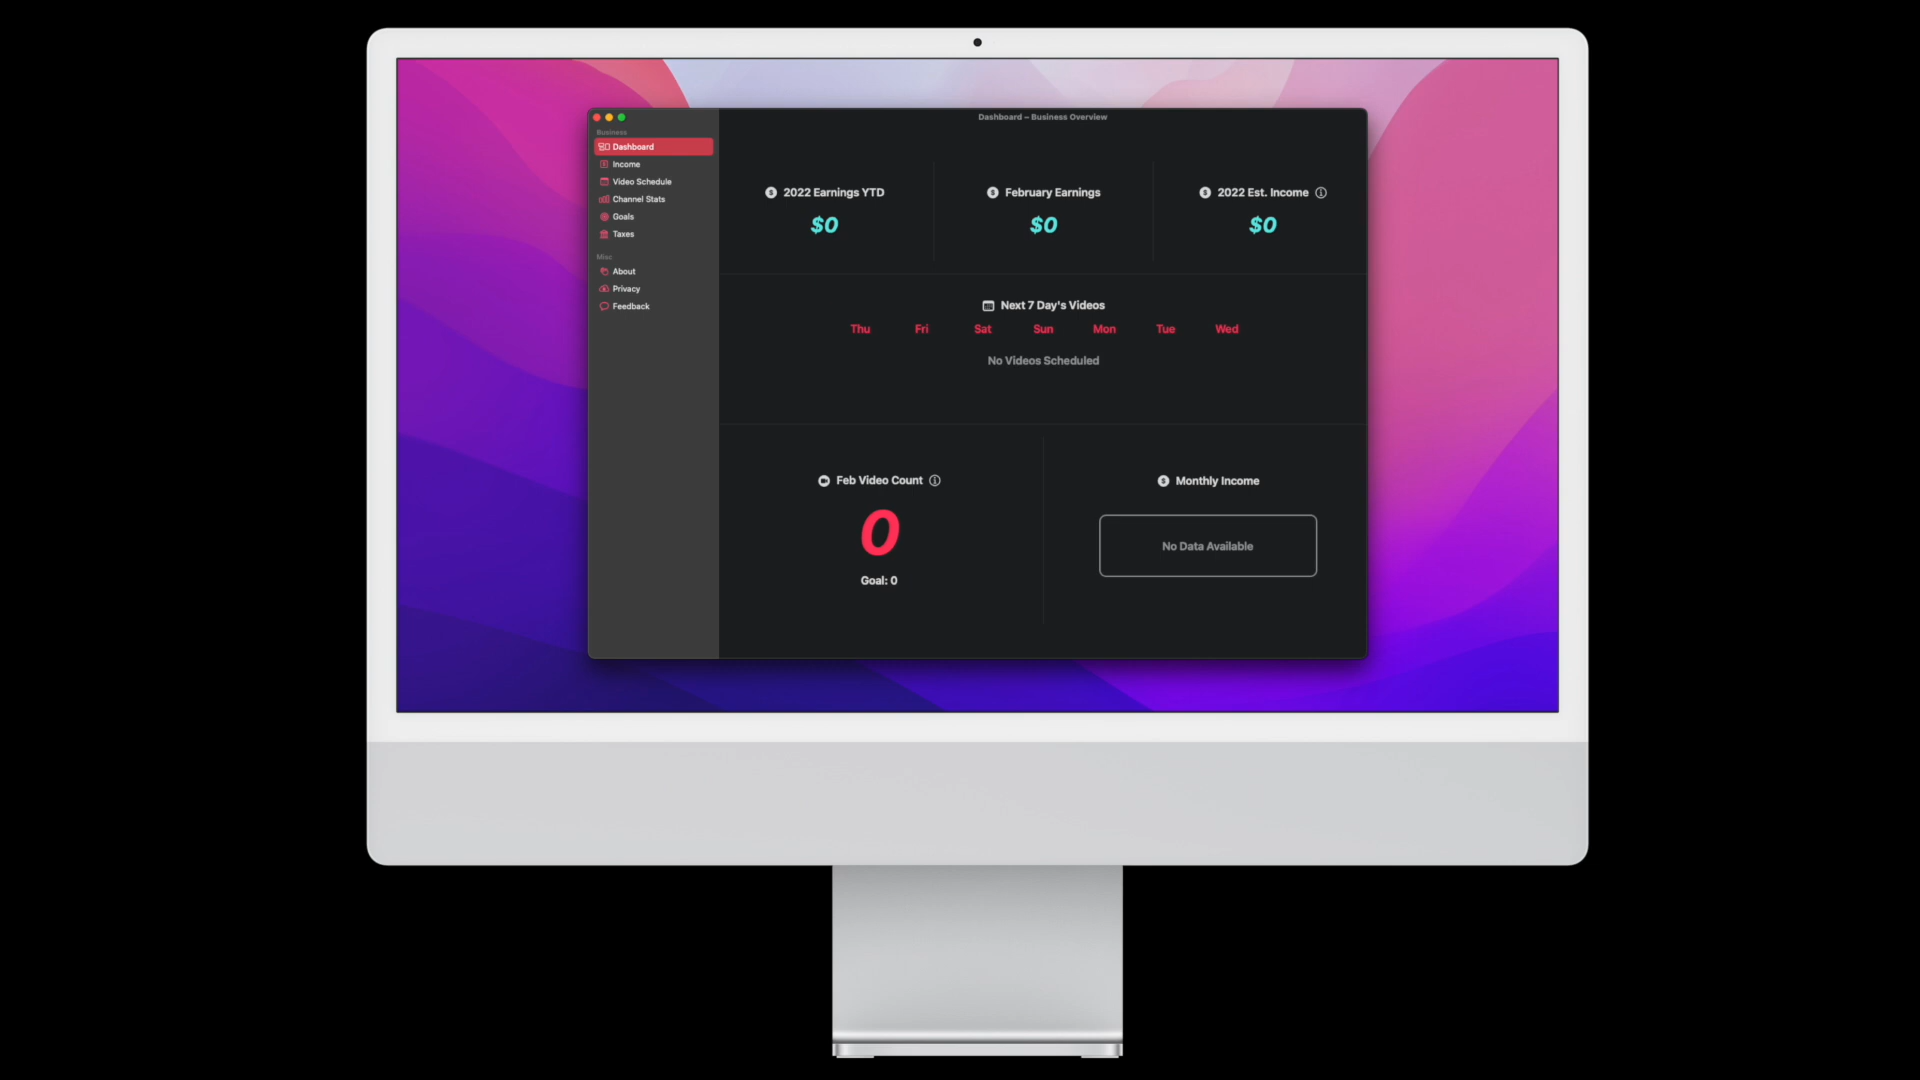 Dashboard – Business Overview
Business
Dashboard
Income
Video Schedule
Channel Stats
Goals
Taxes
Misc
About
Privacy
Feedback
2022 Earnings YTD
$0
February Earnings
$0
2022 Est. Income
$0
Next 7 Day's Videos
Thu Fri Sat Sun Mon Tue Wed
No Videos Scheduled
Feb Video Count
0
Goal: 0
Monthly Income
No Data Available